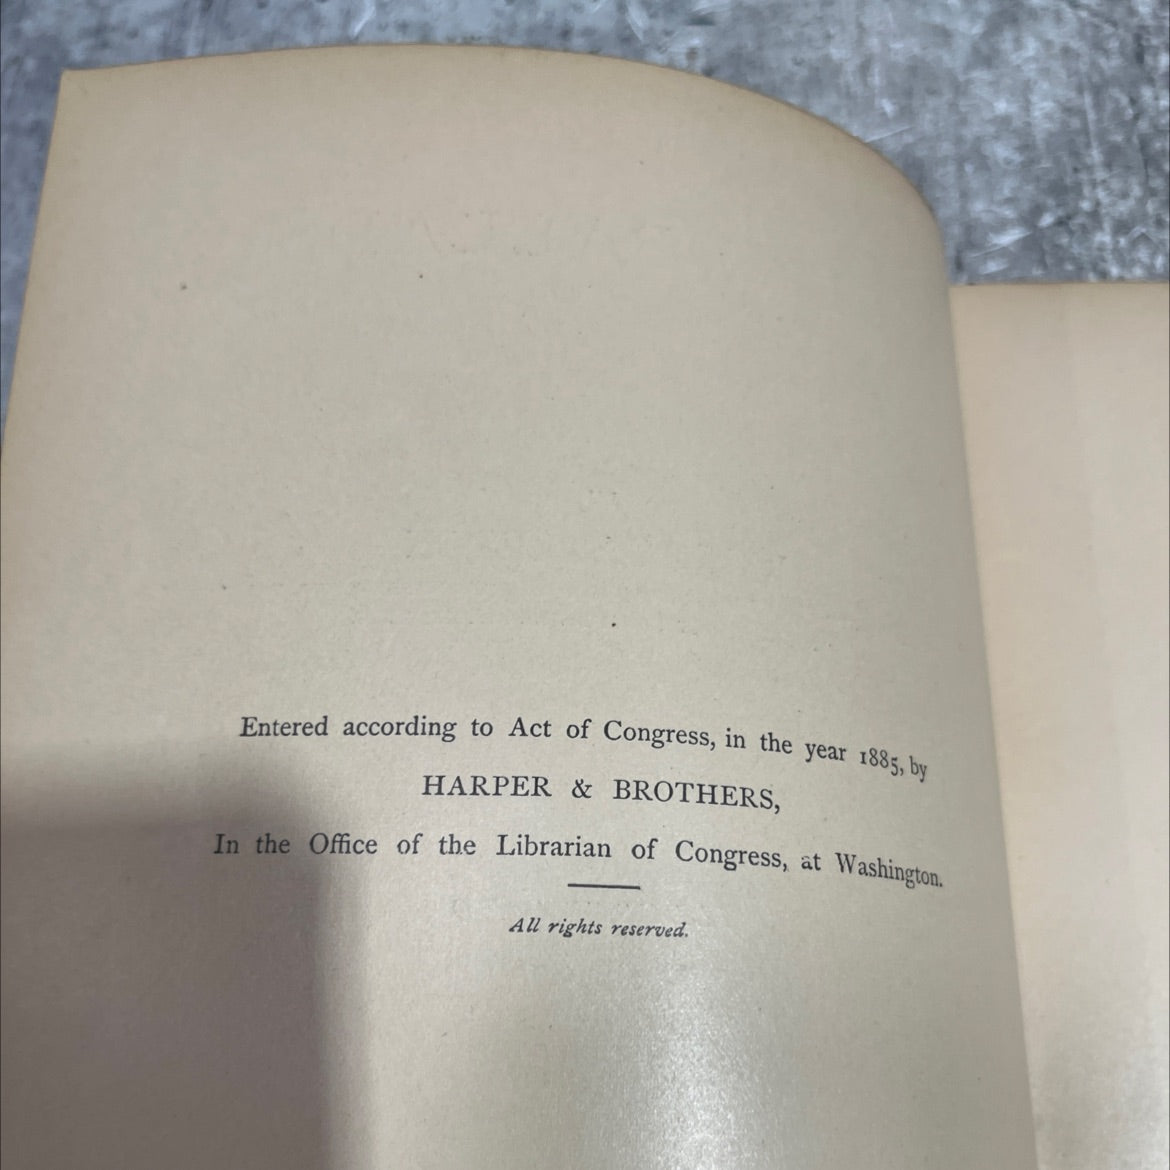 Entered according to Act of Congress, in the year 1885, by
HARPER & BROTHERS,
In the Office of the Librarian of Congress, at Washington.
All rights reserved.